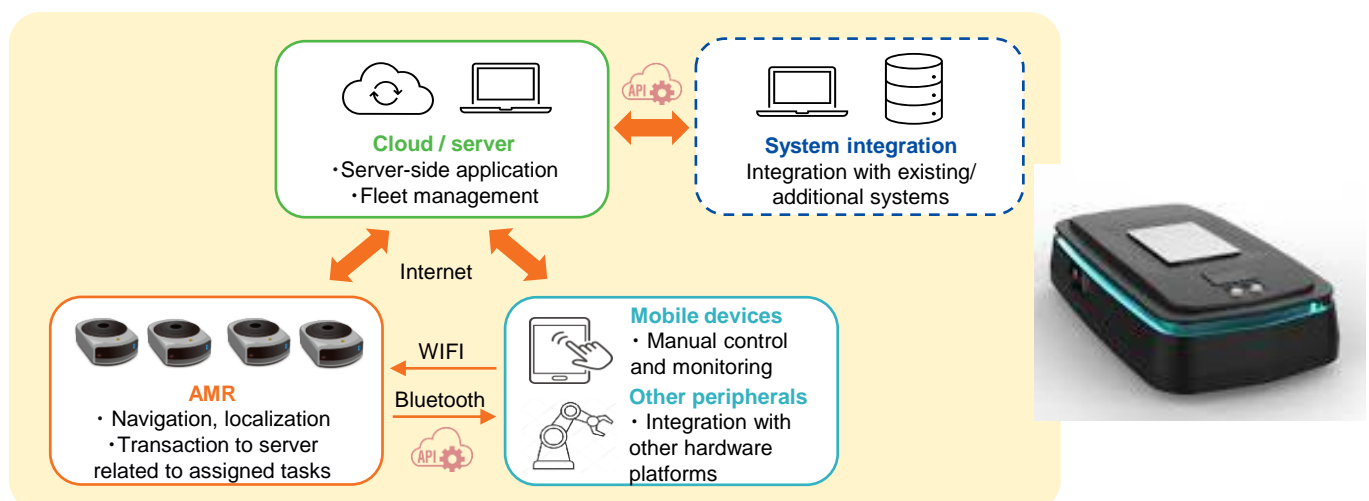 API
Cloud / server
・Server-side application
・Fleet management
System integration
Integration with existing/
additional systems
Internet
WIFI
Bluetooth
API
AMR
・Navigation, localization
・Transaction to server
related to assigned tasks
Mobile devices
・Manual control
and monitoring
Other peripherals
・Integration with
other hardware
platforms